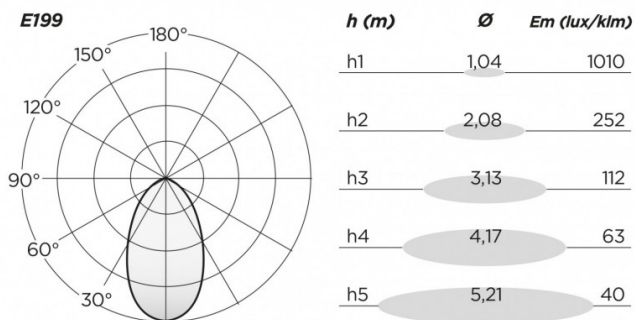 E199
180°
150°
120°
90°
60°
30°
h (m) Ø Em (lux/klm)
h1 1,04 1010
h2 2,08 252
h3 3,13 112
h4 4,17 63
h5 5,21 40